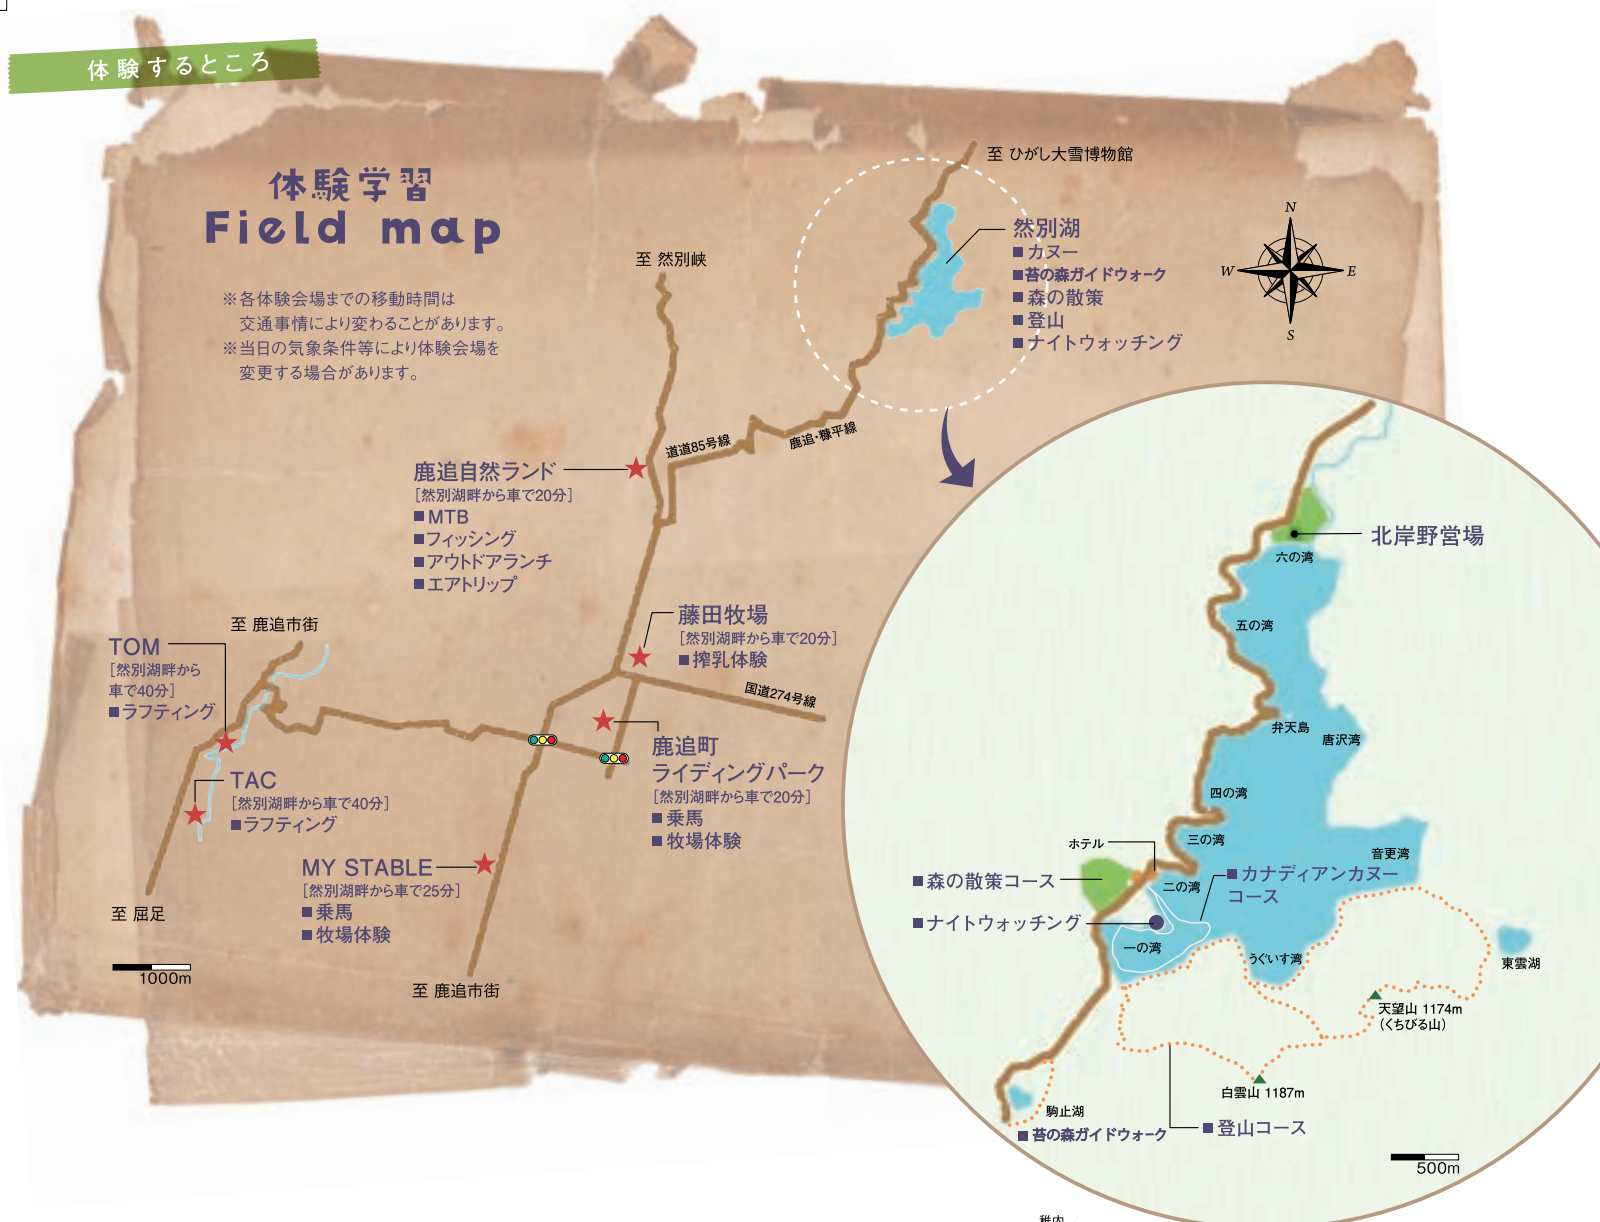 体験するところ
体験学習
Field map
※各体験会場までの移動時間は
交通事情により変わることがあります。
※当日の気象条件等により体験会場を
変更する場合があります。
至 ひがし大雪博物館
然別湖
■カヌー
■苔の森ガイドウォーク
■森の散策
■登山
■ナイトウォッチング
N
W
E
S
至 然別峡
道道85号線
鹿追・糠平線
鹿追自然ランド
[然別湖畔から車で20分]
■MTB
■フィッシング
■アウトドアランチ
■エアトリップ
藤田牧場
[然別湖畔から車で20分]
■搾乳体験
国道274号線
至 鹿追市街
TOM
[然別湖畔から
車で40分]
■ラフティング
鹿追町
ライディングパーク
[然別湖畔から車で20分]
■乗馬
■牧場体験
TAC
[然別湖畔から車で40分]
■ラフティング
MY STABLE
[然別湖畔から車で25分]
■乗馬
■牧場体験
至 屈足
1000m
至 鹿追市街
北岸野営場
六の湾
五の湾
弁天島
唐沢湾
四の湾
三の湾
ホテル
音更湾
■森の散策コース
二の湾
■カナディアンカヌー
コース
■ナイトウォッチング
一の湾
うぐいす湾
東雲湖
天望山 1174m
（くちびる山）
白雲山 1187m
駒止湖
■苔の森ガイドウォーク
■登山コース
500m
稚内